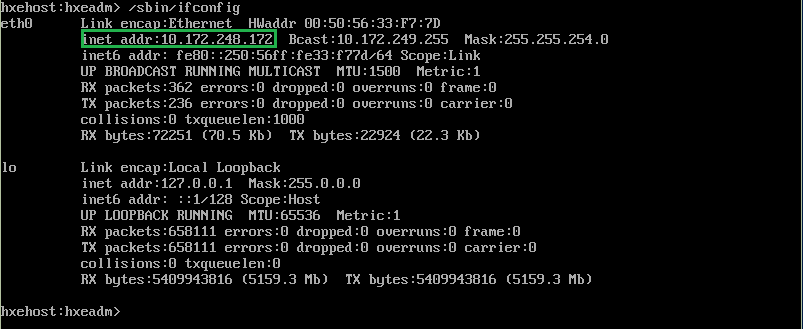 hxehost:hxeadm> /sbin/ifconfig
eth0 Link encap:Ethernet HWaddr 00:50:56:33:F7:7D
inet addr:10.172.248.172 Bcast:10.172.249.255 Mask:255.255.254.0
inet6 addr: fe80::250:56ff:fe33:f77d/64 Scope:Link
UP BROADCAST RUNNING MULTICAST MTU:1500 Metric:1
RX packets:362 errors:0 dropped:0 overruns:0 frame:0
TX packets:236 errors:0 dropped:0 overruns:0 carrier:0
collisions:0 txqueuelen:1000
RX bytes:72251 (70.5 Kb) TX bytes:22924 (22.3 Kb)
lo Link encap:Local Loopback
inet addr:127.0.0.1 Mask:255.0.0.0
inet6 addr: ::1/128 Scope:Host
UP LOOPBACK RUNNING MTU:65536 Metric:1
RX packets:658111 errors:0 dropped:0 overruns:0 frame:0
TX packets:658111 errors:0 dropped:0 overruns:0 carrier:0
collisions:0 txqueuelen:0
RX bytes:5409943816 (5159.3 Mb) TX bytes:5409943816 (5159.3 Mb)
hxehost:hxeadm>